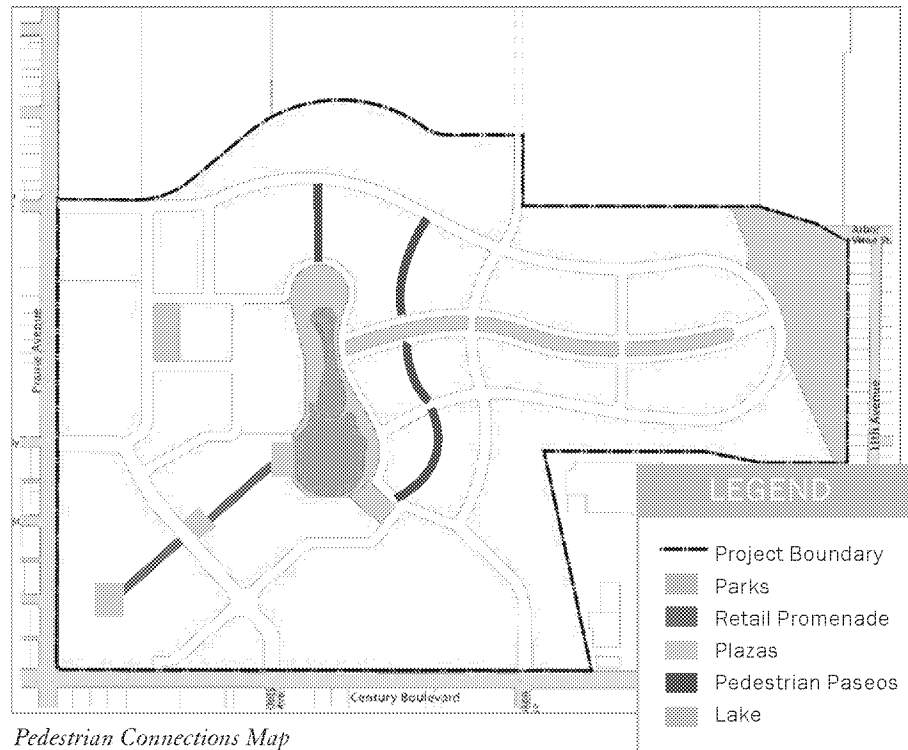 Arbor
Vitae St.
Prairie Avenue
11th Avenue
LEGEND
Project Boundary
Parks
Retail Promenade
Plazas
Pedestrian Paseos
Lake
Century Boulevard
Pedestrian Connections Map